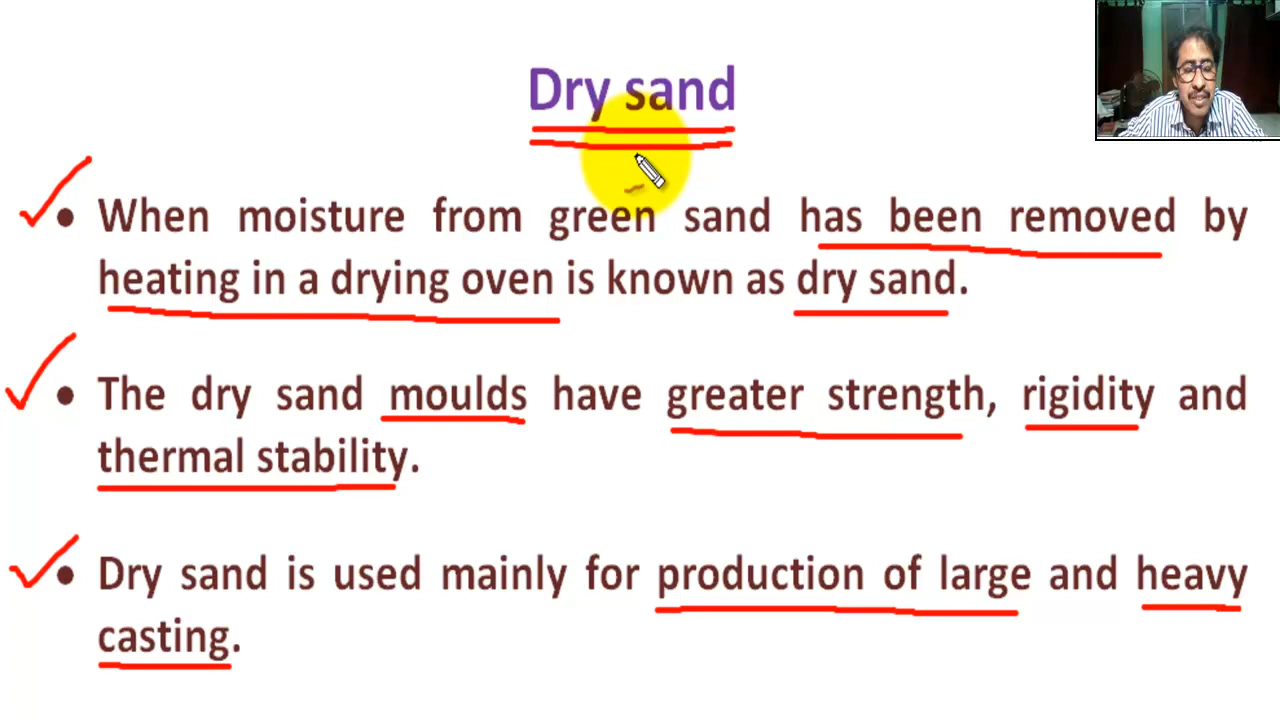 Dry sand
• When moisture from green sand has been removed by
heating in a drying oven is known as dry sand.
• The dry sand moulds have greater strength, rigidity and
thermal stability.
• Dry sand is used mainly for production of large and heavy
casting.